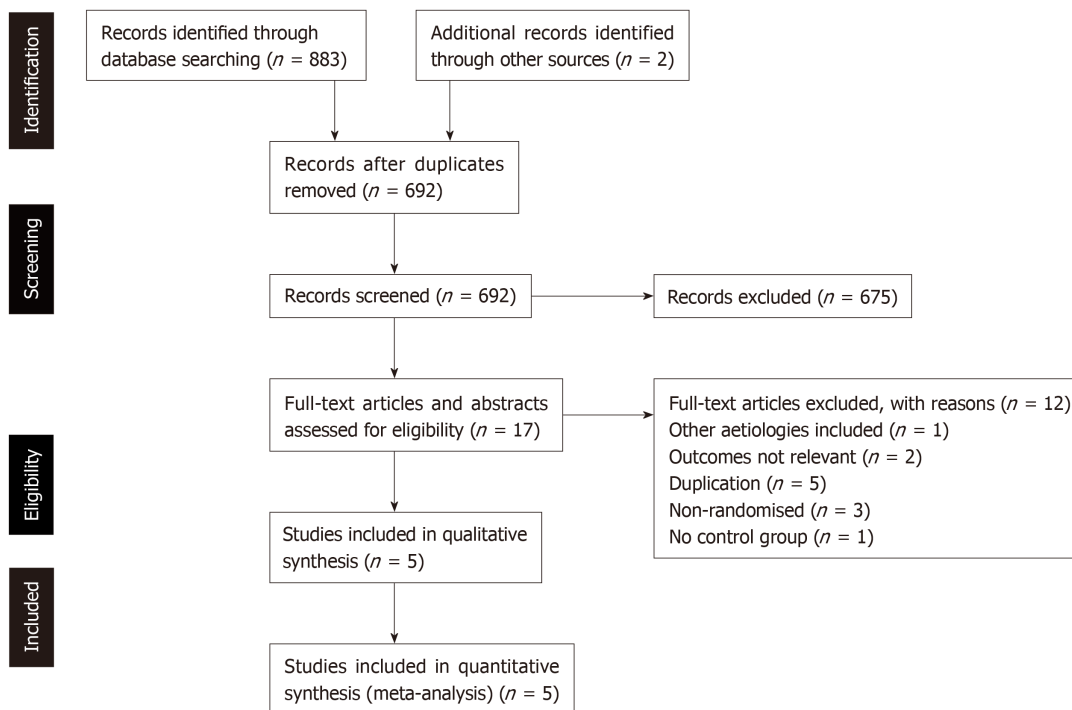 Identification
Records identified through
database searching (n = 883)
Additional records identified
through other sources (n = 2)
Records after duplicates
removed (n = 692)
Screening
Records screened (n = 692)
Records excluded (n = 675)
Full-text articles and abstracts
assessed for eligibility (n = 17)
Full-text articles excluded, with reasons (n = 12)
Other aetiologies included (n = 1)
Outcomes not relevant (n = 2)
Duplication (n = 5)
Non-randomised (n = 3)
No control group (n = 1)
Eligibility
Studies included in qualitative
synthesis (n = 5)
Included
Studies included in quantitative
synthesis (meta-analysis) (n = 5)